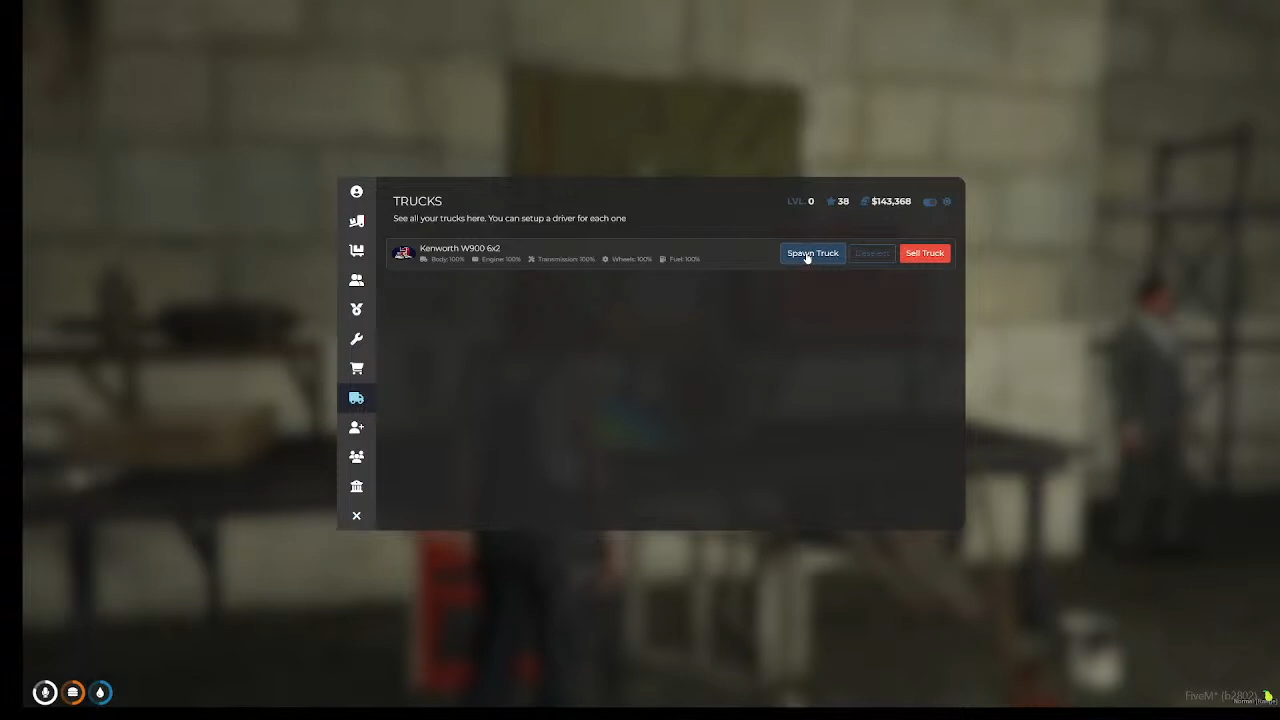 TRUCKS
LVL. 0 38 $143,368
See all your trucks here. You can setup a driver for each one
Kenworth W900 6x2
Body: 100% Engine: 100% Transmission: 100% Wheels: 100% Fuel: 100%
Spawn Truck
Sell Truck
FiveM* (b2802)